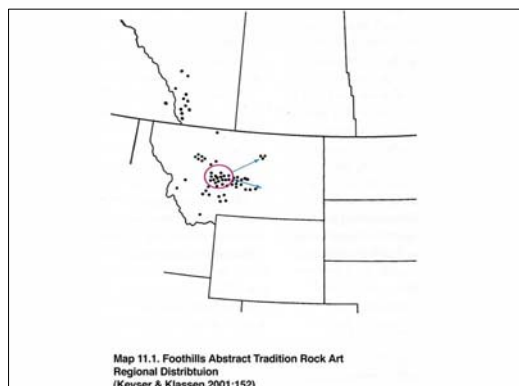 Map 11.1. Foothills Abstract Tradition Rock Art
Regional Distribtuion
(Keyser & Klassen 2001:152)